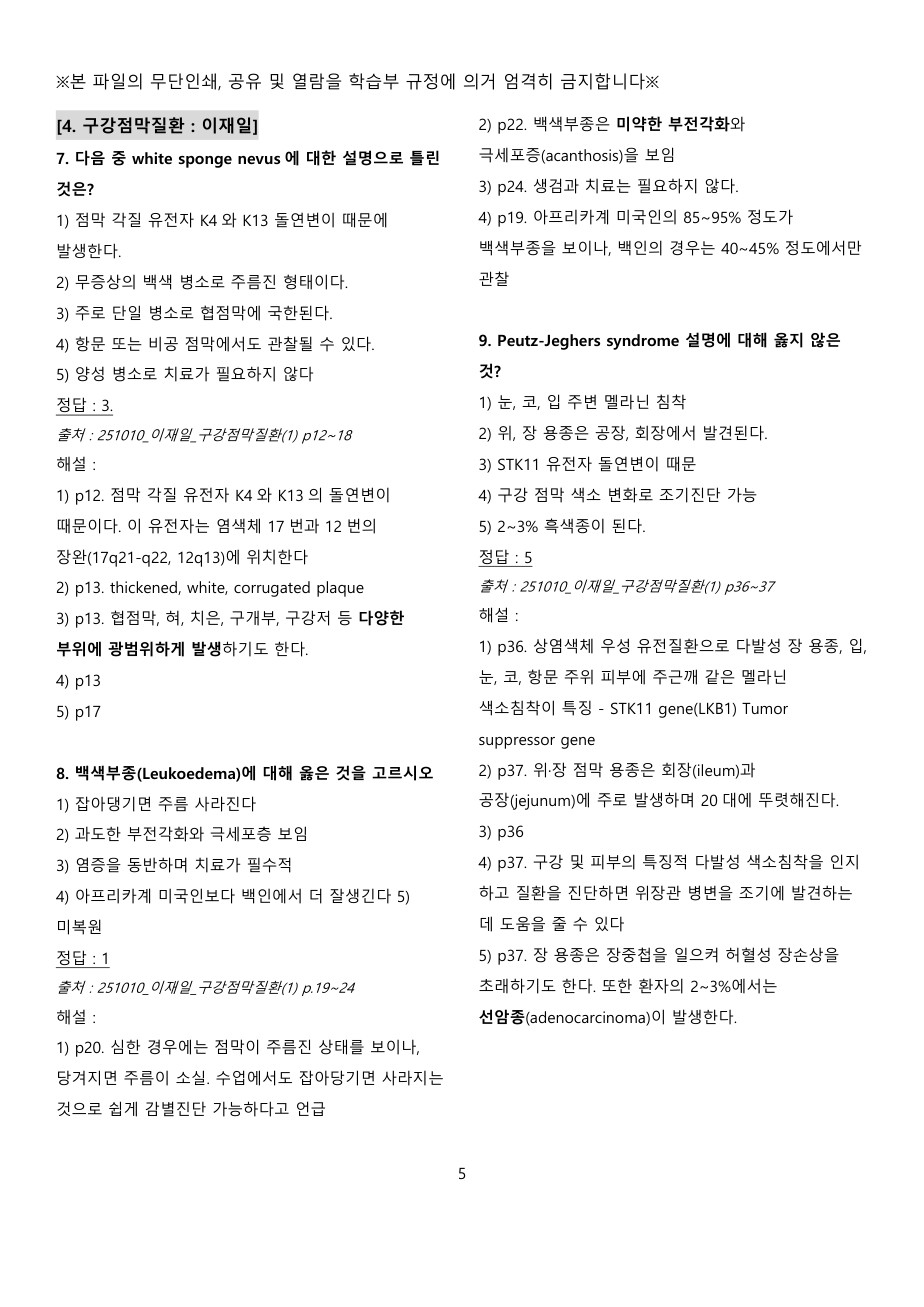 ※본 파일의 무단인쇄, 공유 및 열람을 학습부 규정에 의거 엄격히 금지합니다※
[4. 구강점막질환 : 이재일]
7. 다음 중 white sponge nevus 에 대한 설명으로 틀린
것은?
1) 점막 각질 유전자 K4 와 K13 돌연변이 때문에
발생한다.
2) 무증상의 백색 병소로 주름진 형태이다.
3) 주로 단일 병소로 협점막에 국한된다.
4) 항문 또는 비공 점막에서도 관찰될 수 있다.
5) 양성 병소로 치료가 필요하지 않다
정답 : 3.
출처 : 251010_이재일_구강점막질환(1) p12~18
해설 :
1) p12. 점막 각질 유전자 K4 와 K13 의 돌연변이
때문이다. 이 유전자는 염색체 17 번과 12 번의
장완(17q21-q22, 12q13)에 위치한다
2) p13. thickened, white, corrugated plaque
3) p13. 협점막, 혀, 치은, 구개부, 구강저 등 다양한
부위에 광범위하게 발생하기도 한다.
4) p13
5) p17
8. 백색부종(Leukoedema)에 대해 옳은 것을 고르시오
1) 잡아댕기면 주름 사라진다
2) 과도한 부전각화와 극세포층 보임
3) 염증을 동반하며 치료가 필수적
4) 아프리카계 미국인보다 백인에서 더 잘생긴다 5)
미복원
정답 : 1
출처 : 251010_이재일_구강점막질환(1) p.19~24
해설 :
1) p20. 심한 경우에는 점막이 주름진 상태를 보이나,
당겨지면 주름이 소실. 수업에서도 잡아당기면 사라지는
것으로 쉽게 감별진단 가능하다고 언급
2) p22. 백색부종은 미약한 부전각화와
극세포증(acanthosis)을 보임
3) p24. 생검과 치료는 필요하지 않다.
4) p19. 아프리카계 미국인의 85~95% 정도가
백색부종을 보이나, 백인의 경우는 40~45% 정도에서만
관찰
9. Peutz-Jeghers syndrome 설명에 대해 옳지 않은
것?
1) 눈, 코, 입 주변 멜라닌 침착
2) 위, 장 용종은 공장, 회장에서 발견된다.
3) STK11 유전자 돌연변이 때문
4) 구강 점막 색소 변화로 조기진단 가능
5) 2~3% 흑색종이 된다.
정답 : 5
출처 : 251010_이재일_구강점막질환(1) p36~37
해설 :
1) p36. 상염색체 우성 유전질환으로 다발성 장 용종, 입,
눈, 코, 항문 주위 피부에 주근깨 같은 멜라닌
색소침착이 특징 - STK11 gene(LKB1) Tumor
suppressor gene
2) p37. 위·장 점막 용종은 회장(ileum)과
공장(jejunum)에 주로 발생하며 20 대에 뚜렷해진다.
3) p36
4) p37. 구강 및 피부의 특징적 다발성 색소침착을 인지
하고 질환을 진단하면 위장관 병변을 조기에 발견하는
데 도움을 줄 수 있다
5) p37. 장 용종은 장중첩을 일으켜 허혈성 장손상을
초래하기도 한다. 또한 환자의 2~3%에서는
선암종(adenocarcinoma)이 발생한다.
5